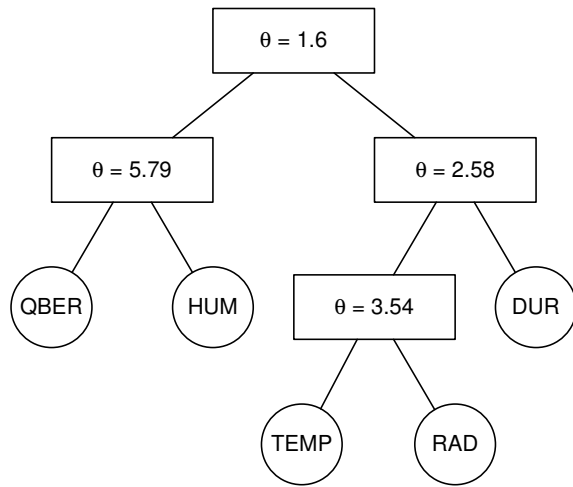 θ = 1.6
θ = 5.79
θ = 2.58
QBER
HUM
θ = 3.54
DUR
TEMP
RAD